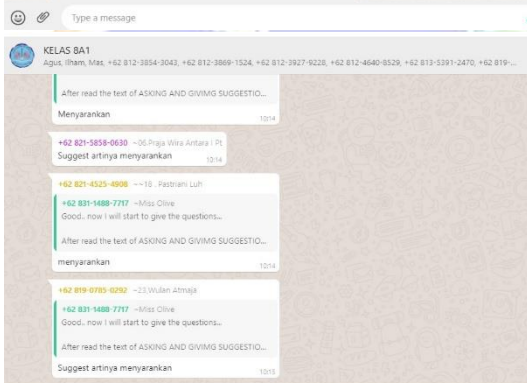 Type a message
KELAS 8A1
Agus, Ilham, Mas, +62 812-3854-3043, +62 812-3869-1524, +62 812-3927-9228, +62 812-4640-8529, +62 813-5391-2470, +62 819-...
After read the text of ASKING AND GIVIMG SUGGESTIO...
Menyarankan
10:14
+62 821-5858-0630 ~06.Praja Wira Antara I Pt
Suggest artinya menyarankan 10:14
+62 821-4525-4908 ~~18 , Pastriani Luh
+62 831-1488-7717 ~Miss Olive
Good.. now I will start to give the questions...
After read the text of ASKING AND GIVIMG SUGGESTIO...
menyarankan
10:14
+62 819-0785-0292 ~23,Wulan Atmaja
+62 831-1488-7717 ~Miss Olive
Good.. now I will start to give the questions...
After read the text of ASKING AND GIVIMG SUGGESTIO...
Suggest artinya menyarankan
10:15